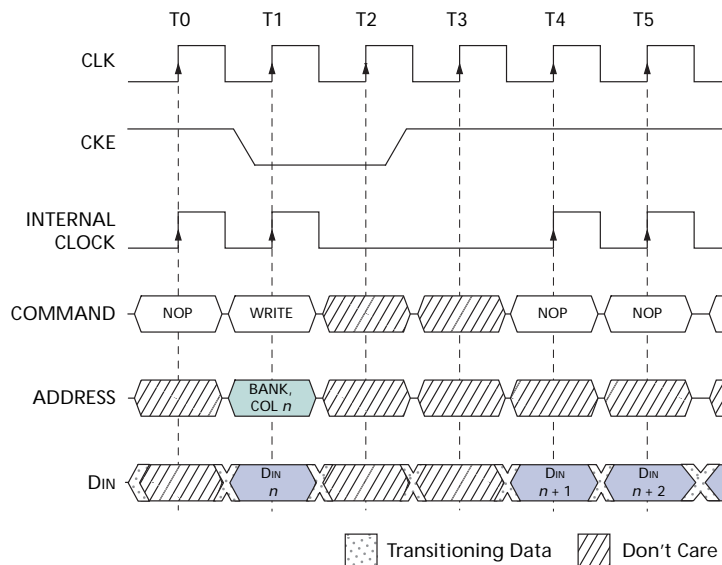 T0 T1 T2 T3 T4 T5
CLK
CKE
INTERNAL
CLOCK
COMMAND NOP WRITE NOP NOP
ADDRESS BANK,
COL n
DIN DIN
n DIN
n + 1 DIN
n + 2
Transitioning Data Don't Care